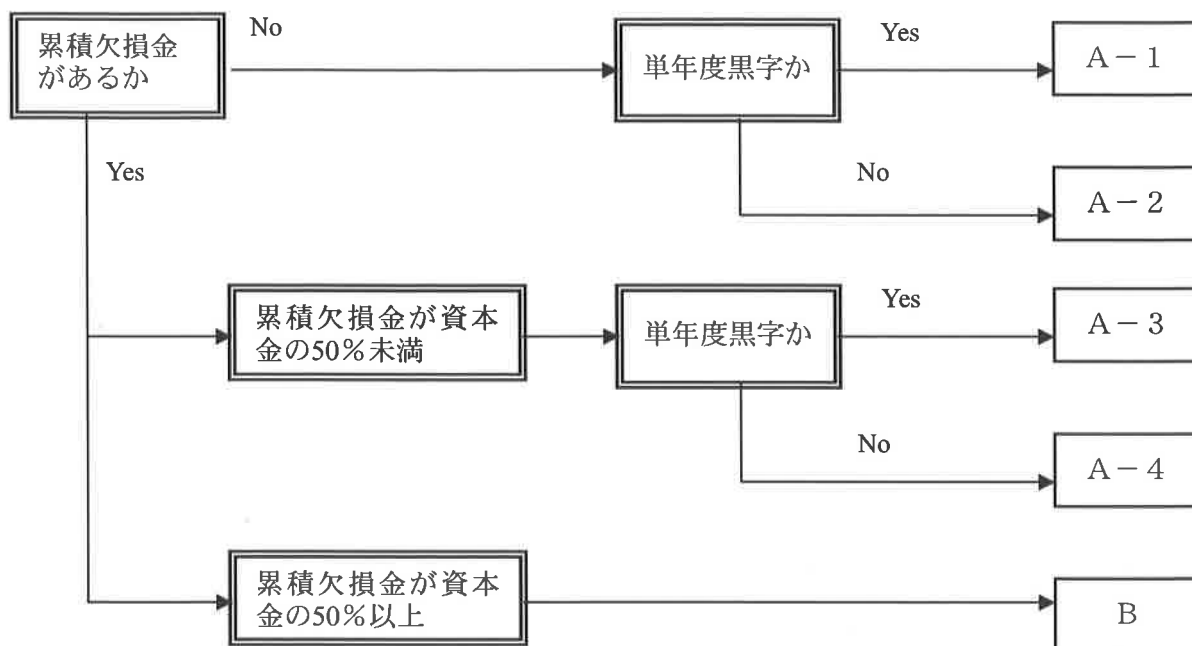 累積欠損金
があるか
No
単年度黒字か
Yes
A－1
Yes
No
A－2
累積欠損金が資本
金の50%未満
単年度黒字か
Yes
A－3
No
A－4
累積欠損金が資本
金の50%以上
B